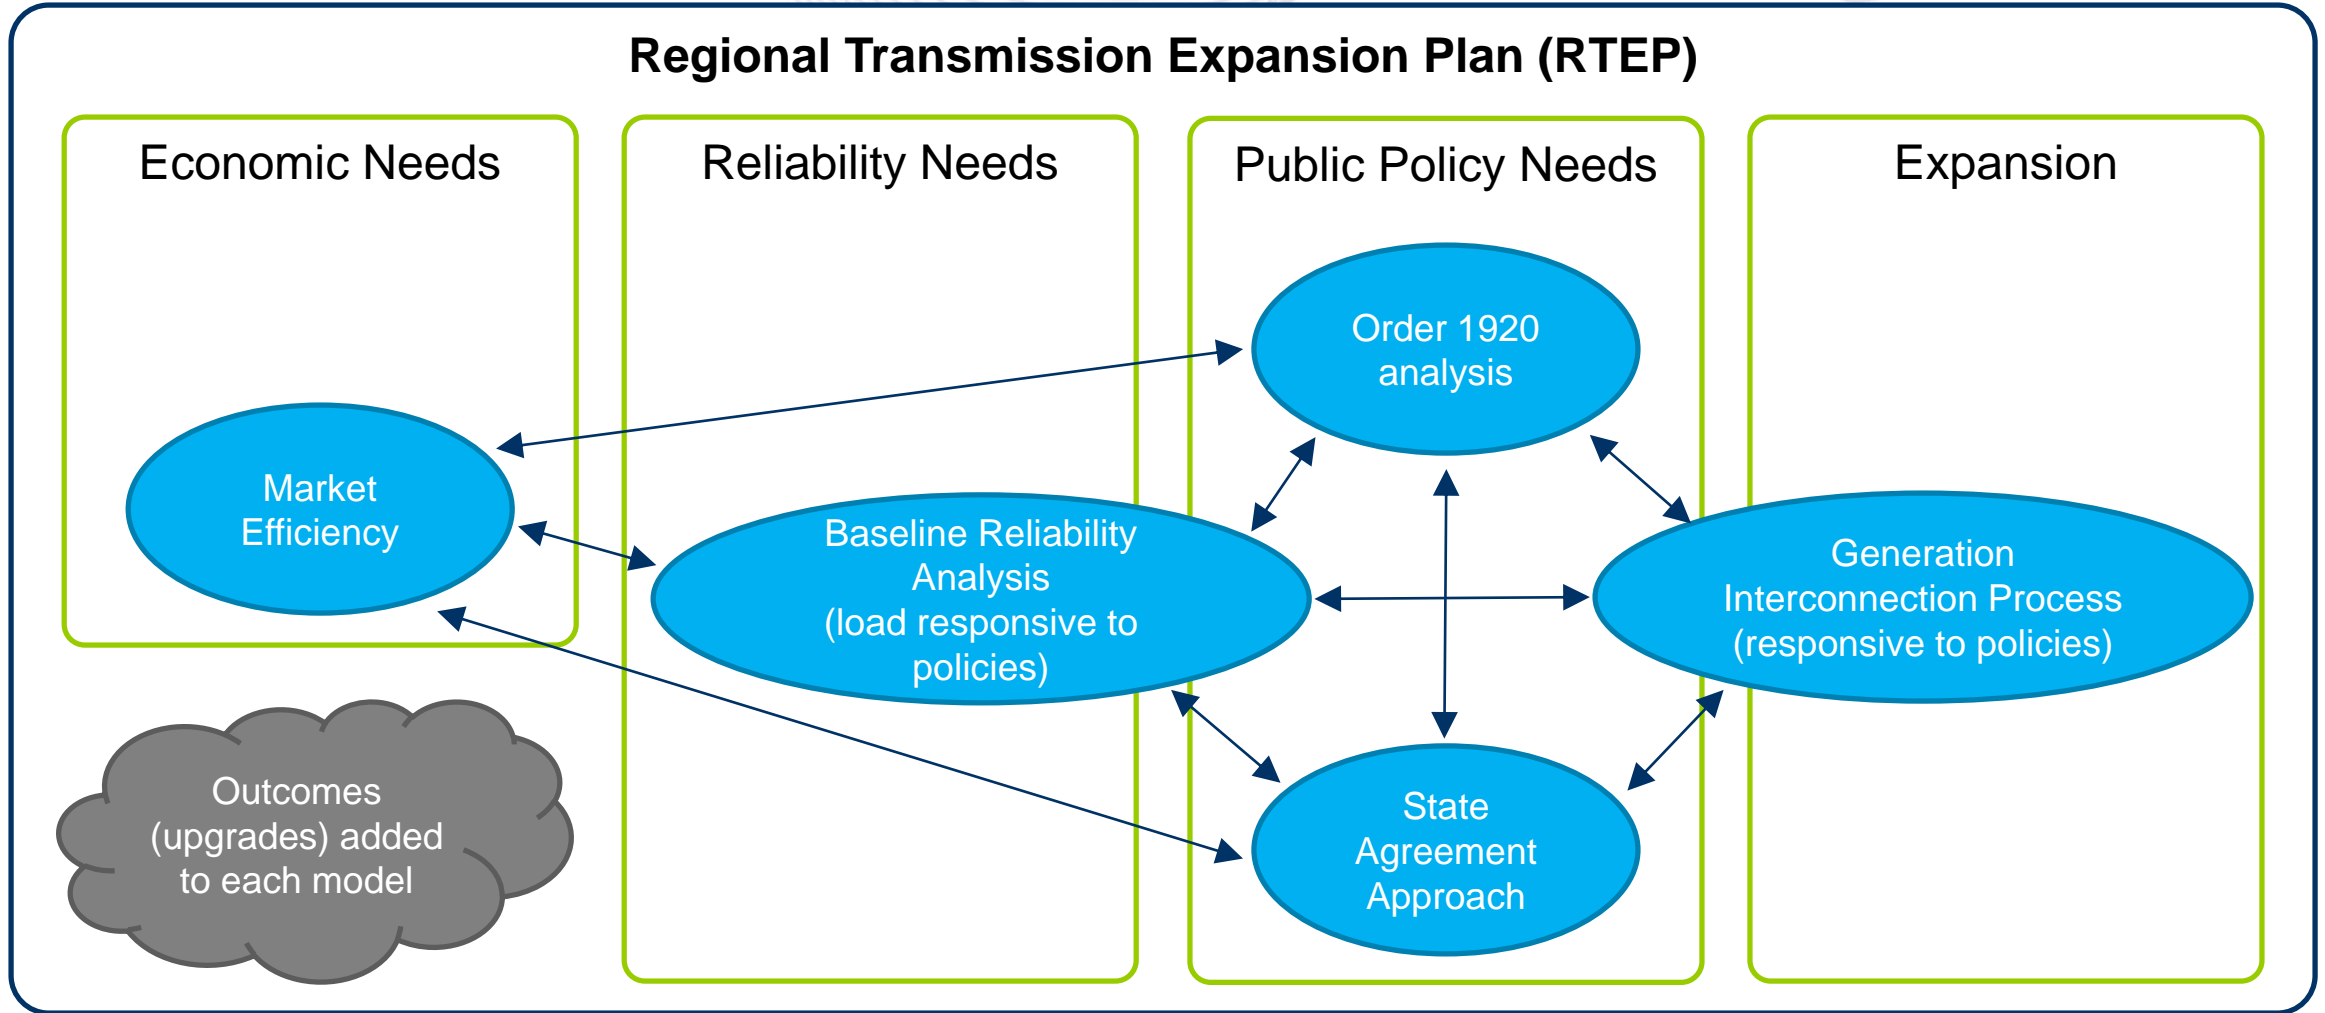 Regional Transmission Expansion Plan (RTEP)
Economic Needs
Reliability Needs
Public Policy Needs
Expansion
Order 1920
analysis
Market
Efficiency
Baseline Reliability
Analysis
(load responsive to
policies)
Generation
Interconnection Process
(responsive to policies)
State
Agreement
Approach
Outcomes
(upgrades) added
to each model